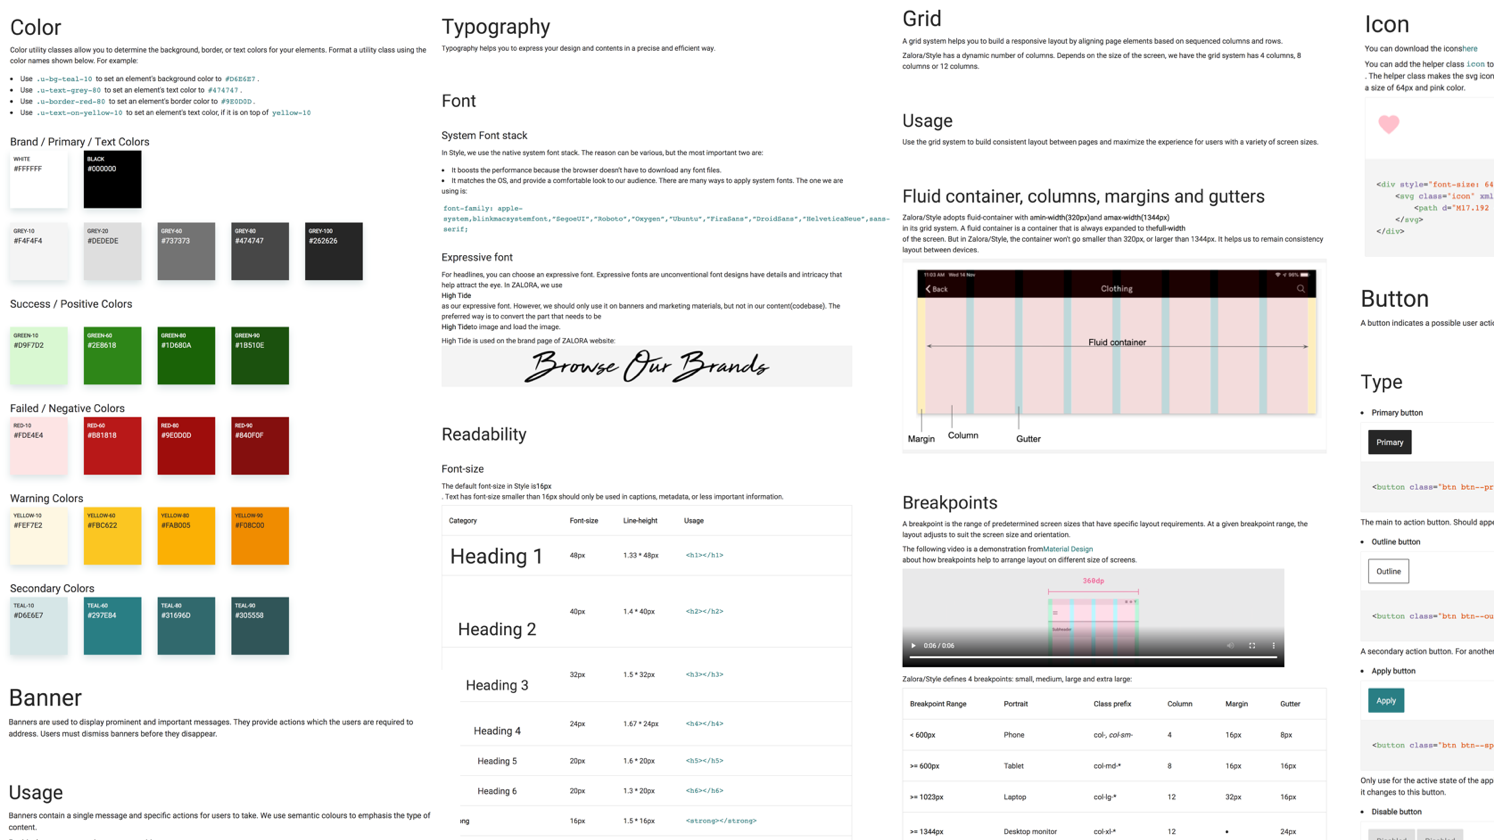 Color
Color utility classes allow you to determine the background, border, or text colors for your elements. Format a utility class using the
color names shown below. For example:
• Use .u-bg-teal-10 to set an element's background color to #D6E6E7.
• Use .u-text-grey-80 to set an element's text color to #474747.
• Use .u-border-red-80 to set an element's border color to #9E0D0D.
• Use .u-text-on-yellow-10 to set an element's text color, if it is on top of yellow-10
Brand / Primary / Text Colors
WHITE
#FFFFFF
BLACK
#000000
GREY-10
#F4F4F4
GREY-20
#DEDEDE
GREY-60
#737373
GREY-80
#474747
GREY-100
#262626
Success / Positive Colors
GREEN-10
#D9F7D2
GREEN-60
#2E8618
GREEN-80
#1D680A
GREEN-90
#1B510E
Failed / Negative Colors
RED-10
#FDE4E4
RED-60
#B81818
RED-80
#9E0D0D
RED-90
#840F0F
Warning Colors
YELLOW-10
#FEF7E2
YELLOW-60
#FBC622
YELLOW-80
#FAB005
YELLOW-90
#F08C00
Secondary Colors
TEAL-10
#D6E6E7
TEAL-60
#297E84
TEAL-80
#31696D
TEAL-90
#305558
Banner
Banners are used to display prominent and important messages. They provide actions which the users are required to
address. Users must dismiss banners before they disappear.
Usage
Banners contain a single message and specific actions for users to take. We use semantic colours to emphasis the type of
content.
Typography
Typography helps you to express your design and contents in a precise and efficient way.
Font
System Font stack
In Style, we use the native system font stack. The reason can be various, but the most important two are:
• It boosts the performance because the browser doesn't have to download any font files.
• It matches the OS, and provide a comfortable look to our audience. There are many ways to apply system fonts. The one we are
using is:
font-family: apple-
system,blinkmacsystemfont,"SegoeUI","Roboto","Oxygen","Ubuntu","FiraSans","DroidSans","HelveticaNeue",sans-
serif;
Expressive font
For headlines, you can choose an expressive font. Expressive fonts are unconventional font designs have details and intricacy that
help attract the eye. In ZALORA, we use
High Tide
as our expressive font. However, we should only use it on banners and marketing materials, but not in our content(codebase). The
preferred way is to convert the part that needs to be
High Tideto image and load the image.
High Tide is used on the brand page of ZALORA website:
Browse Our Brands
Readability
Font-size
The default font-size in Style is16px
. Text has font-size smaller than 16px should only be used in captions, metadata, or less important information.
Category Font-size Line-height Usage
Heading 1 48px 1.33 * 48px <h1></h1>
Heading 2 40px 1.4 * 40px <h2></h2>
Heading 3 32px 1.5 * 32px <h3></h3>
Heading 4 24px 1.67 * 24px <h4></h4>
Heading 5 20px 1.6 * 20px <h5></h5>
Heading 6 20px 1.3 * 20px <h6></h6>
ong 16px 1.5 * 16px <strong></strong>
Grid
A grid system helps you to build a responsive layout by aligning page elements based on sequenced columns and rows.
Zalora/Style has a dynamic number of columns. Depends on the size of the screen, we have the grid system has 4 columns, 8
columns or 12 columns.
Usage
Use the grid system to build consistent layout between pages and maximize the experience for users with a variety of screen sizes.
Fluid container, columns, margins and gutters
Zalora/Style adopts fluid-container with amin-width(320px)and amax-width(1344px)
in its grid system. A fluid container is a container that is always expanded to thefull-width
of the screen. But in Zalora/Style, the container won't go smaller than 320px, or larger than 1344px. It helps us to remain consistency
layout between devices.
11:03 AM Wed 14 Nov 96%
Back Clothing
Fluid container
Margin Column Gutter
Breakpoints
A breakpoint is the range of predetermined screen sizes that have specific layout requirements. At a given breakpoint range, the
layout adjusts to suit the screen size and orientation.
The following video is a demonstration fromMaterial Design
about how breakpoints help to arrange layout on different size of screens.
360dp
Subheader
0:06 / 0:06
Zalora/Style defines 4 breakpoints: small, medium, large and extra large:
Breakpoint Range Portrait Class prefix Column Margin Gutter
< 600px Phone col-, col-sm- 4 16px 8px
>= 600px Tablet col-md-* 8 16px 16px
>= 1023px Laptop col-lg-* 12 32px 16px
>= 1344px Desktop monitor col-xl-* 12 • 24px
Icon
You can download the iconshere
You can add the helper class icon to
. The helper class makes the svg icon
a size of 64px and pink color.
<div style="font-size: 64
<svg class="icon" xml
<path d="M17.192
</svg>
</div>
Button
A button indicates a possible user actio
Type
• Primary button
Primary
<button class="btn btn--pr
The main to action button. Should appe
• Outline button
Outline
<button class="btn btn--ou
A secondary action button. For another
• Apply button
Apply
<button class="btn btn--sp
Only use for the active state of the app
it changes to this button.
• Disable button